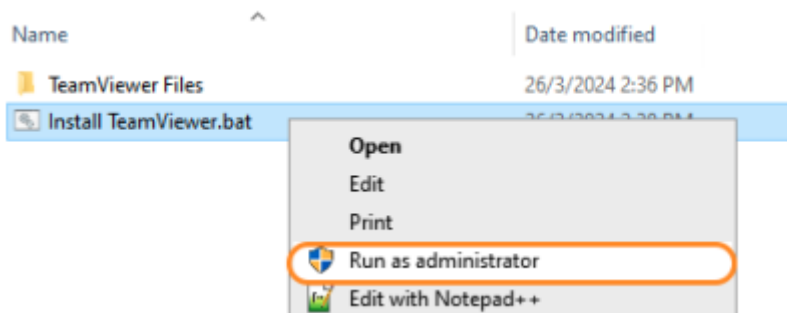 Name Date modified
TeamViewer Files 26/3/2024 2:36 PM
Install TeamViewer.bat
Open
Edit
Print
Run as administrator
Edit with Notepad++